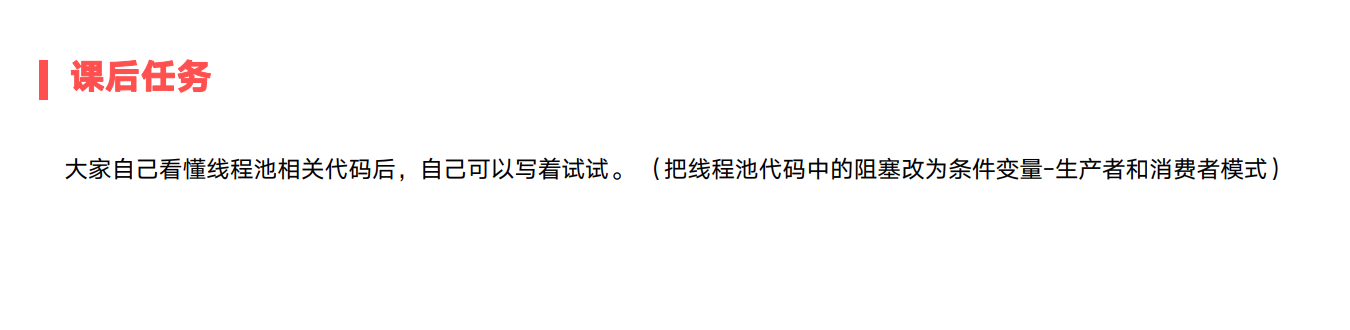 课后任务
大家自己看懂线程池相关代码后，自己可以写着试试。（把线程池代码中的阻塞改为条件变量-生产者和消费者模式）